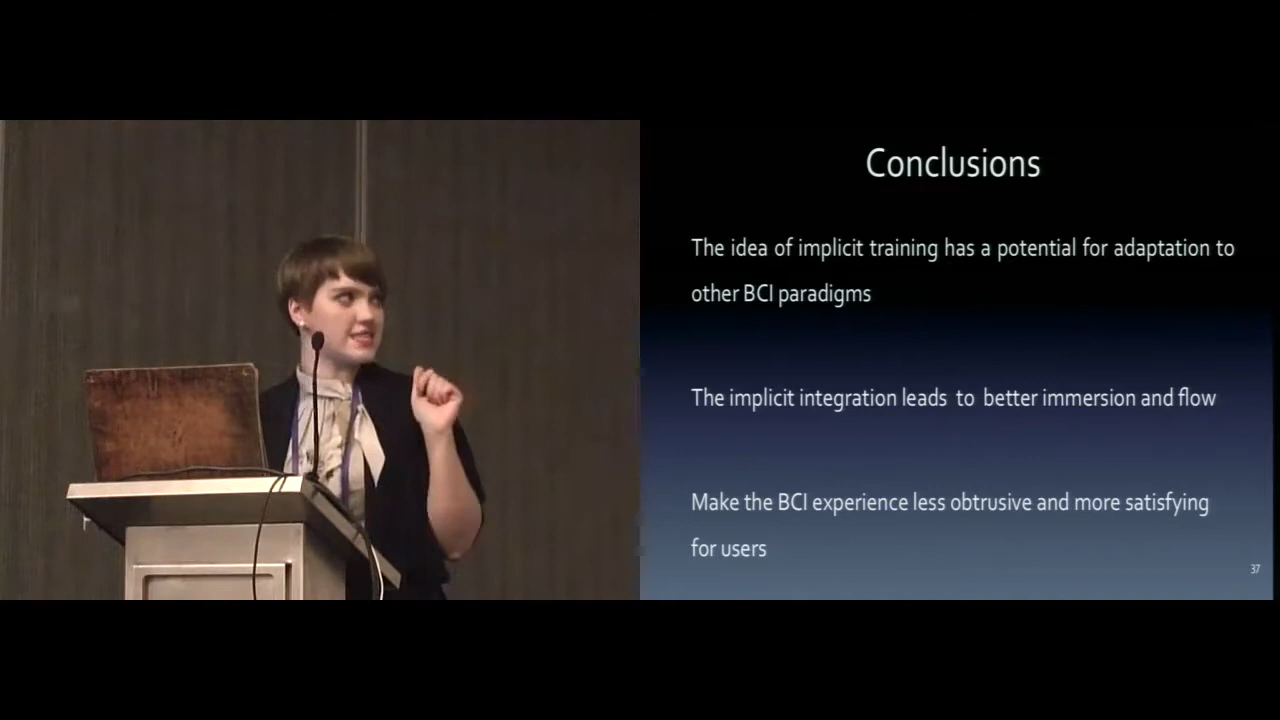 Conclusions
The idea of implicit training has a potential for adaptation to
other BCI paradigms
The implicit integration leads to better immersion and flow
Make the BCI experience less obtrusive and more satisfying
for users
37